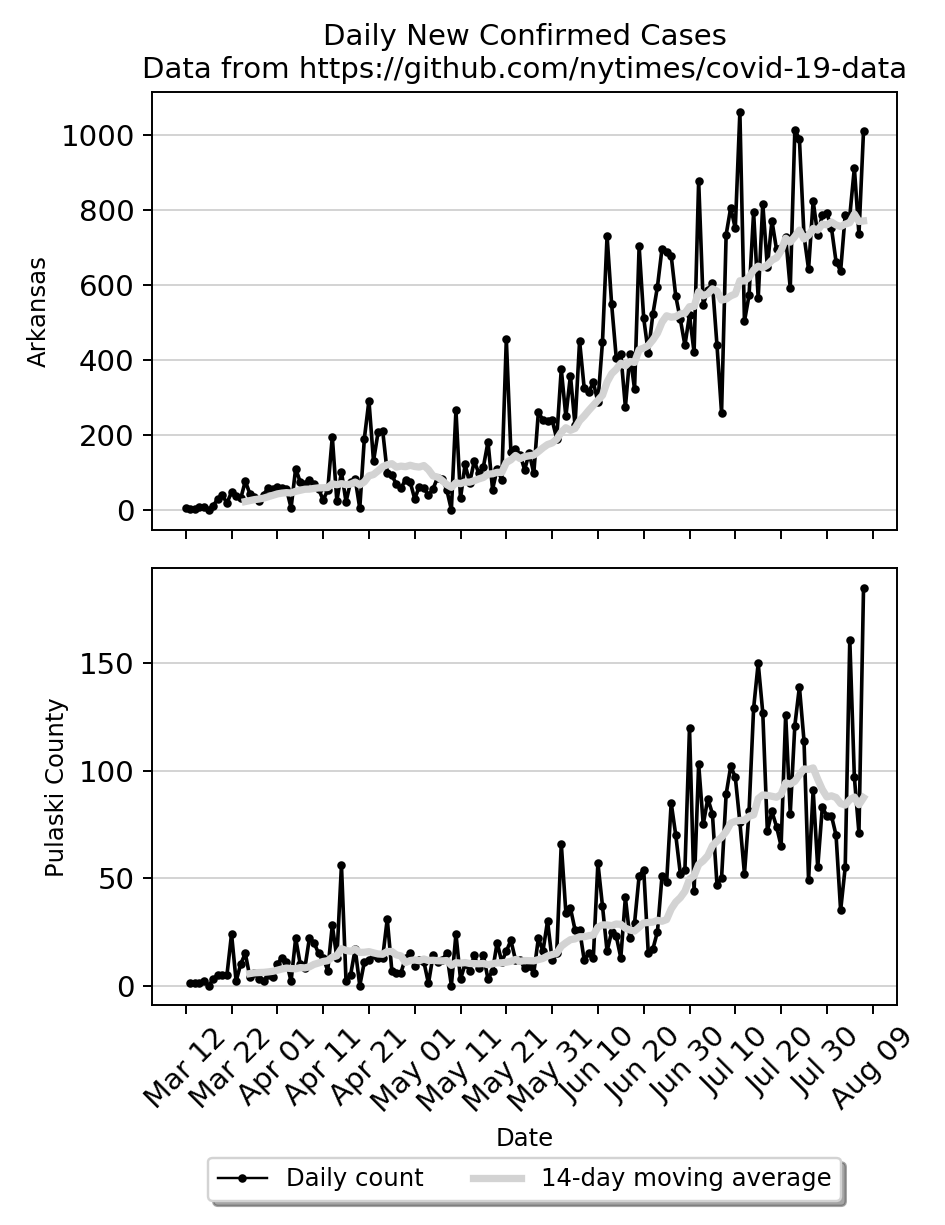 Daily New Confirmed Cases
Data from https://github.com/nytimes/covid-19-data
1000
800
600
400
200
0
Arkansas
150
100
50
0
Pulaski County
Mar 12
Mar 22
Apr 01
Apr 11
Apr 21
May 01
May 11
May 21
May 31
Jun 10
Jun 20
Jun 30
Jul 10
Jul 20
Jul 30
Aug 09
Date
Daily count
14-day moving average